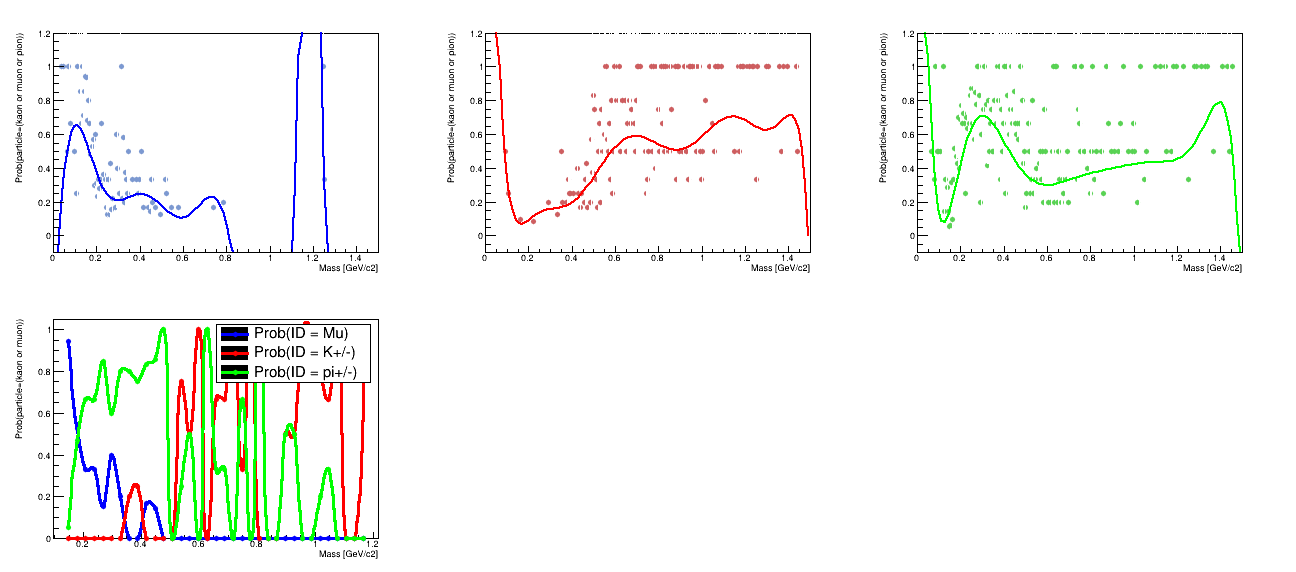 Prob(particle=(kaon or muon or pion))
1.2
1
0.8
0.6
0.4
0.2
0
0 0.2 0.4 0.6 0.8 1 1.2 1.4
Mass [GeV/c2]
Prob(particle=(kaon or muon or pion))
1.2
1
0.8
0.6
0.4
0.2
0
0 0.2 0.4 0.6 0.8 1 1.2 1.4
Mass [GeV/c2]
Prob(particle=(kaon or muon or pion))
1.2
1
0.8
0.6
0.4
0.2
0
0 0.2 0.4 0.6 0.8 1 1.2 1.4
Mass [GeV/c2]
Prob(particle=(kaon or muon))
1
0.8
0.6
0.4
0.2
0
0.2 0.4 0.6 0.8 1 1.2
Mass [GeV/c2]
Prob(ID = Mu)
Prob(ID = K+/-)
Prob(ID = pi+/-)